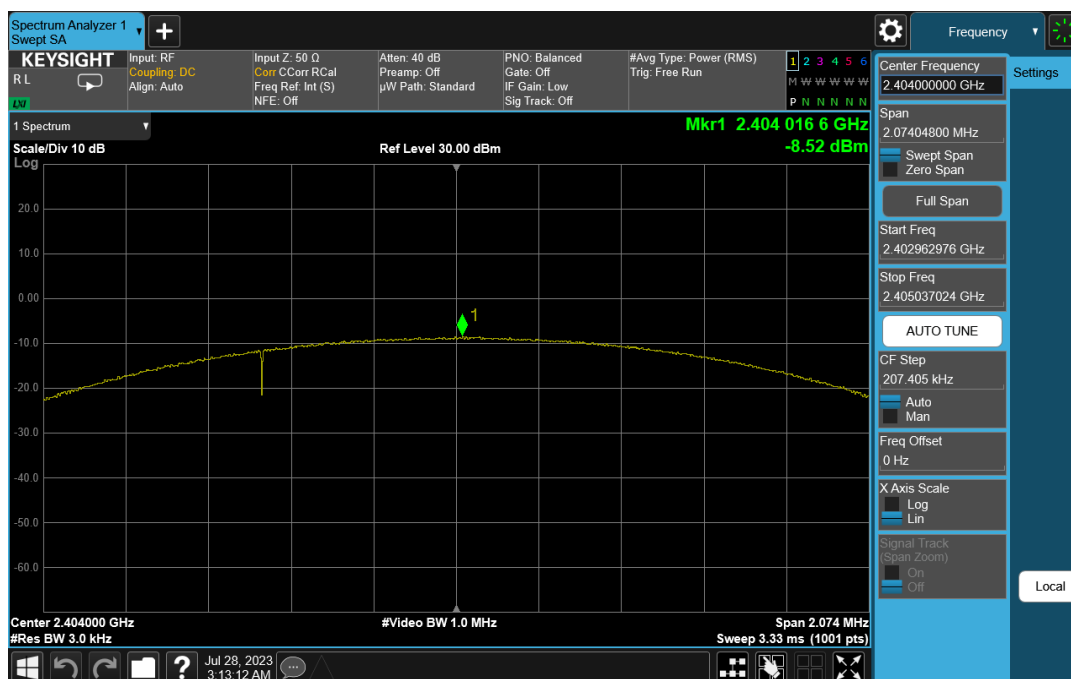 Spectrum Analyzer 1
Swept SA
Frequency
KEYSIGHT
R L
LXI
Input: RF
Coupling: DC
Align: Auto
Input Z: 50 Ω
Corr CCorr RCal
Freq Ref: Int (S)
NFE: Off
Atten: 40 dB
Preamp: Off
µW Path: Standard
PNO: Balanced
Gate: Off
IF Gain: Low
Sig Track: Off
#Avg Type: Power (RMS)
Trig: Free Run
1 2 3 4 5 6
M W W W W W
P N N N N N
1 Spectrum
Scale/Div 10 dB
Log
Ref Level 30.00 dBm
Mkr1 2.404 016 6 GHz
-8.52 dBm
1
20.0
10.0
0.00
-10.0
-20.0
-30.0
-40.0
-50.0
-60.0
Center 2.404000 GHz
#Res BW 3.0 kHz
#Video BW 1.0 MHz
Span 2.074 MHz
Sweep 3.33 ms (1001 pts)
?
Jul 28, 2023
3:13:12 AM
Center Frequency
2.404000000 GHz
Settings
Span
2.07404800 MHz
Swept Span
Zero Span
Full Span
Start Freq
2.402962976 GHz
Stop Freq
2.405037024 GHz
AUTO TUNE
CF Step
207.405 kHz
Auto
Man
Freq Offset
0 Hz
X Axis Scale
Log
Lin
Signal Track
(Span Zoom)
On
Off
Local